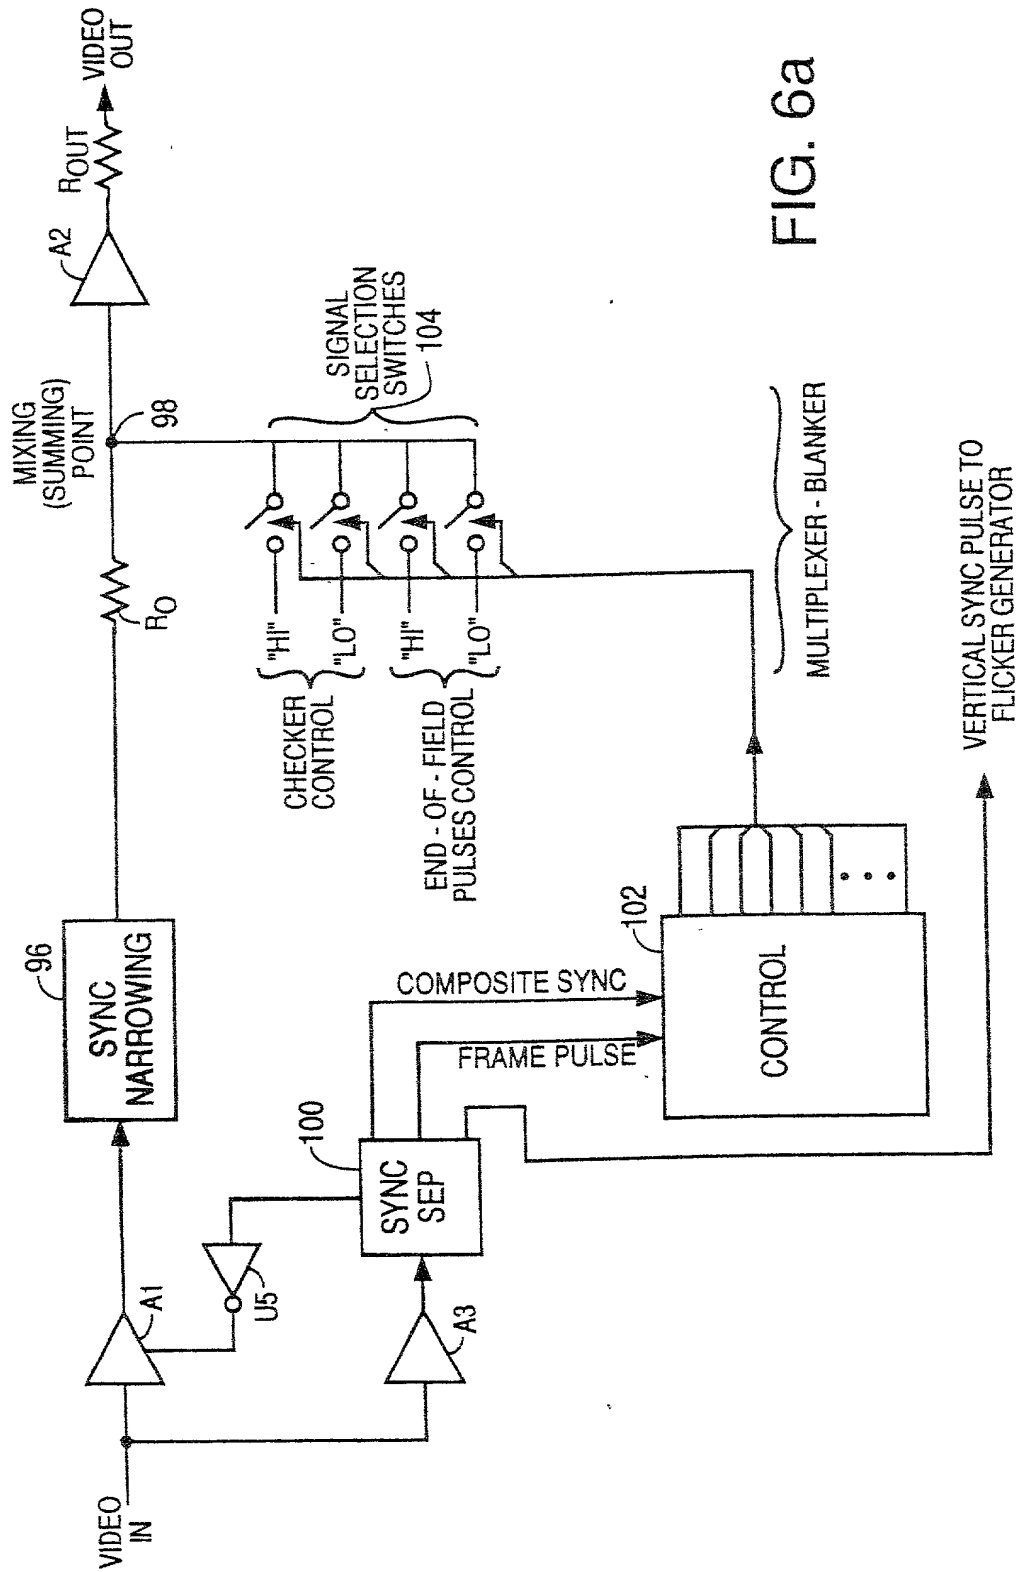 VIDEO
IN
A1
U5
A3
96
SYNC
NARROWING
100
SYNC
SEP
COMPOSITE SYNC
FRAME PULSE
102
CONTROL
RO
MIXING
(SUMMING)
POINT
98
A2
ROUT
VIDEO
OUT
"HI"
"LO"
"HI"
"LO"
CHECKER
CONTROL
END - OF - FIELD
PULSES CONTROL
SIGNAL
SELECTION
SWITCHES
104
MULTIPLEXER - BLANKER
VERTICAL SYNC PULSE TO
FLICKER GENERATOR
FIG. 6a